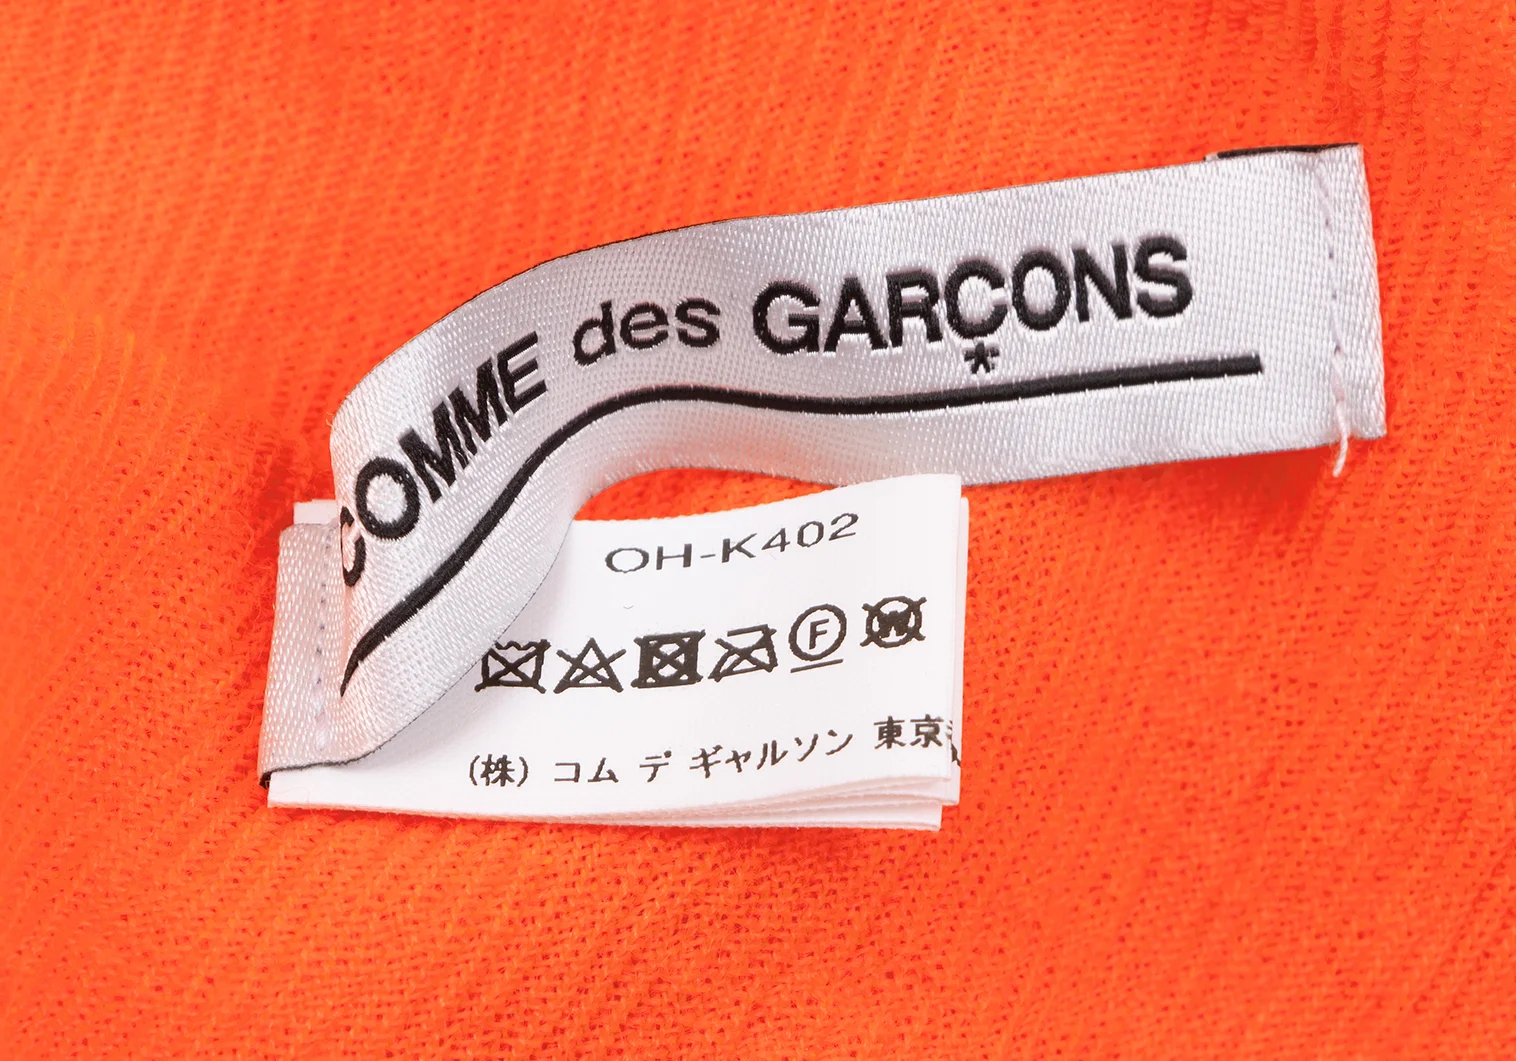 COMME des GARÇONS
*
OH-K402
F W
(株) コム デ ギャルソン 東京